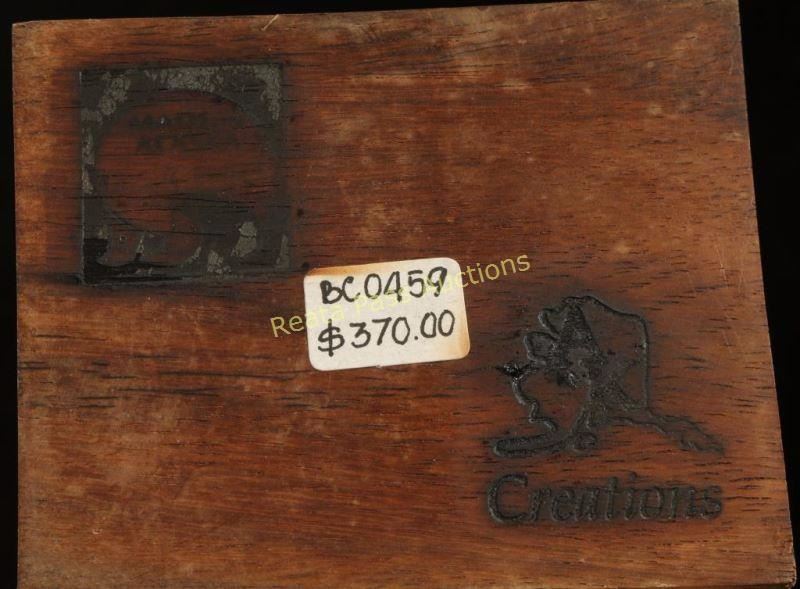 BC0459
$370.00
Reata Pass Auctions
Creations